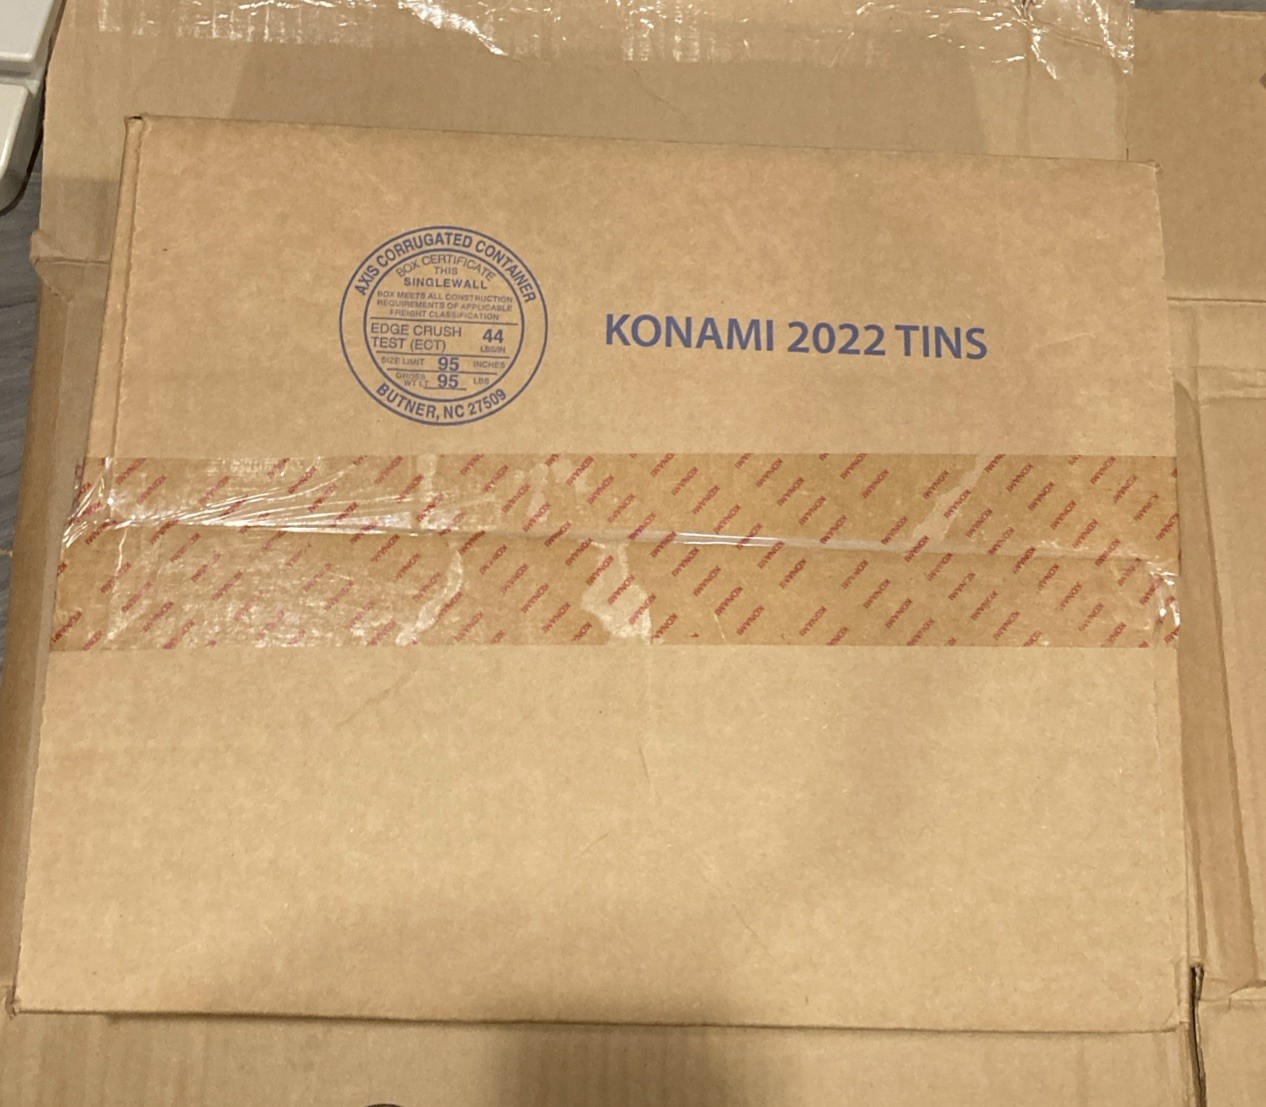 AXIS CORRUGATED CONTAINER
BOX CERTIFICATE
THIS
SINGLEWALL
BOX MEETS ALL CONSTRUCTION
REQUIREMENTS OF APPLICABLE
FREIGHT CLASSIFICATION
EDGE CRUSH
TEST (ECT)
44
LBS/IN
SIZE LIMIT 95 INCHES
GROSS
WT LT. 95 LBS
BUTNER, NC 27509
KONAMI 2022 TINS
KONAMI